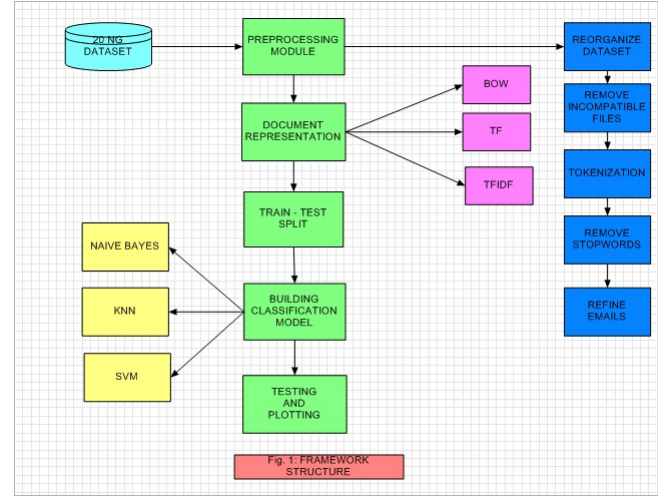 20 NG
DATASET
PREPROCESSING
MODULE
REORGANIZE
DATASET
BOW
REMOVE
INCOMPATIBLE
FILES
DOCUMENT
REPRESENTATION
TF
TOKENIZATION
TFIDF
TRAIN - TEST
SPLIT
REMOVE
STOPWORDS
NAIVE BAYES
BUILDING
CLASSIFICATION
MODEL
KNN
REFINE
EMAILS
SVM
TESTING
AND
PLOTTING
Fig. 1: FRAMEWORK
STRUCTURE